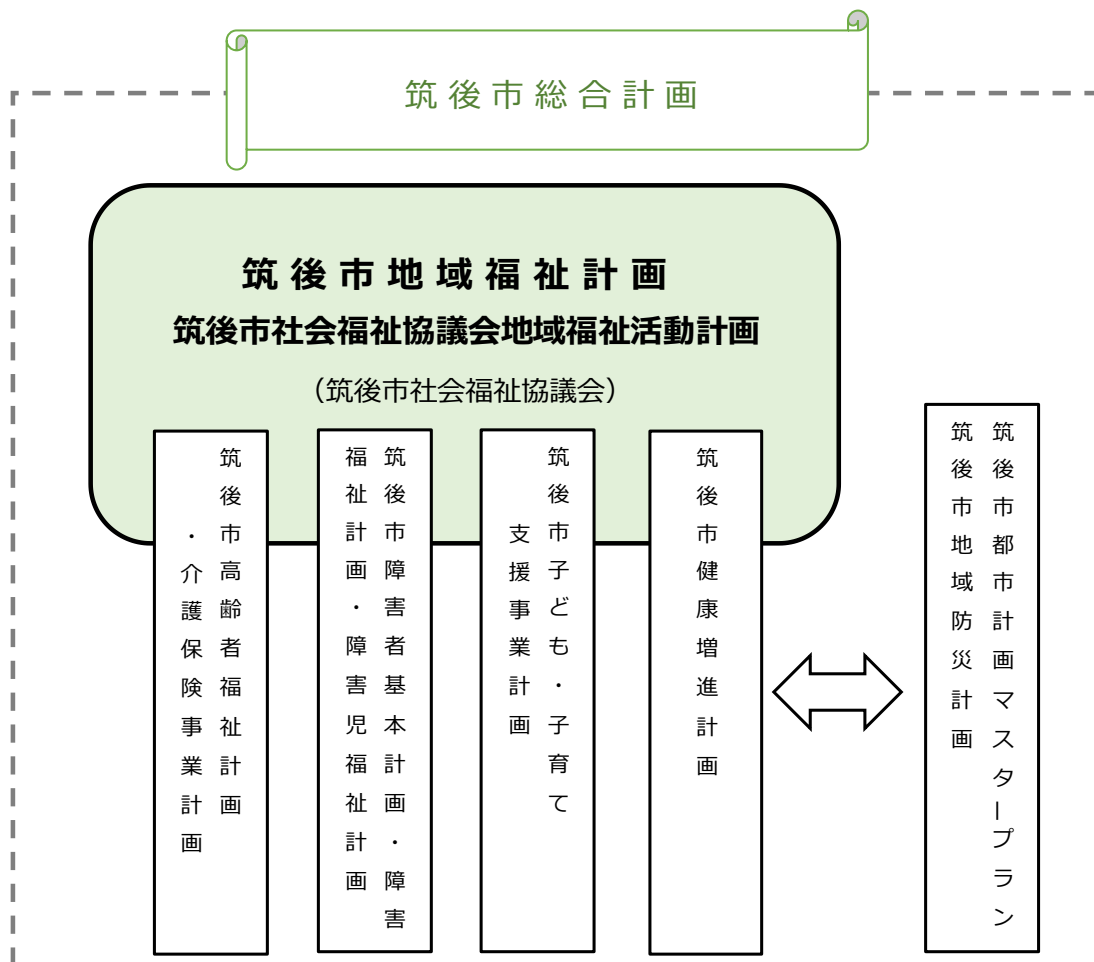 筑後市総合計画
筑後市地域福祉計画
筑後市社会福祉協議会地域福祉活動計画
（筑後市社会福祉協議会）
筑後市高齢者福祉計画
・介護保険事業計画
筑後市障害者基本計画・障害
福祉計画・障害児福祉計画
筑後市子ども・子育て
支援事業計画
筑後市健康増進計画
筑後市都市計画マスタープラン
筑後市地域防災計画